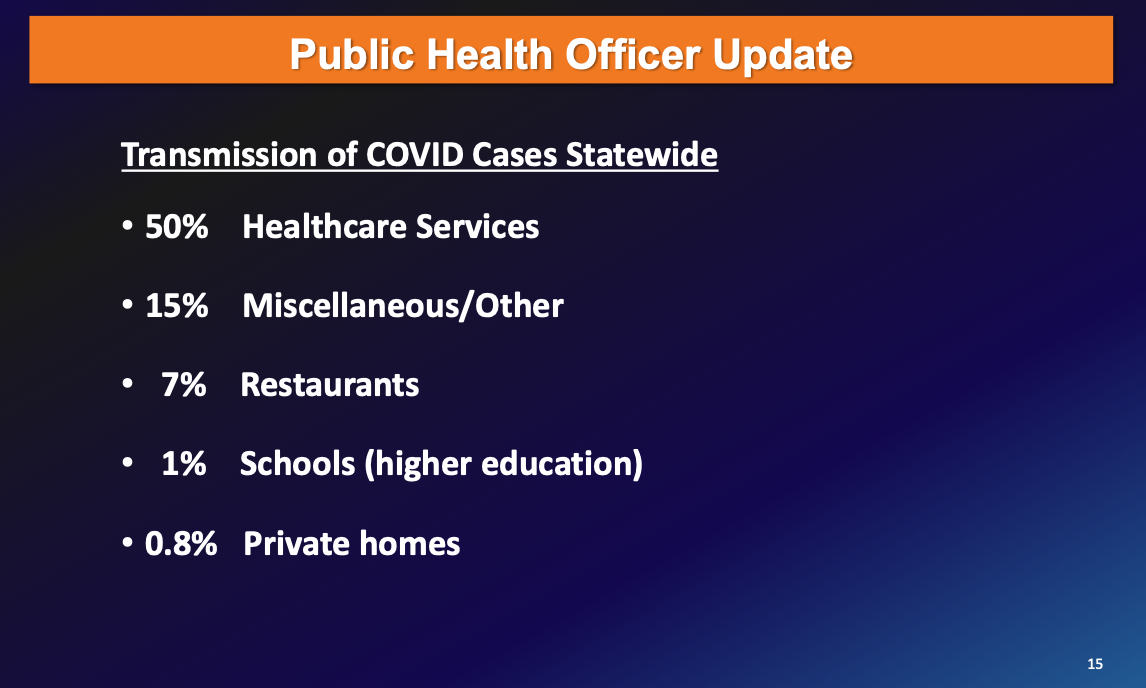 Public Health Officer Update
Transmission of COVID Cases Statewide
• 50% Healthcare Services
• 15% Miscellaneous/Other
• 7% Restaurants
• 1% Schools (higher education)
• 0.8% Private homes
15